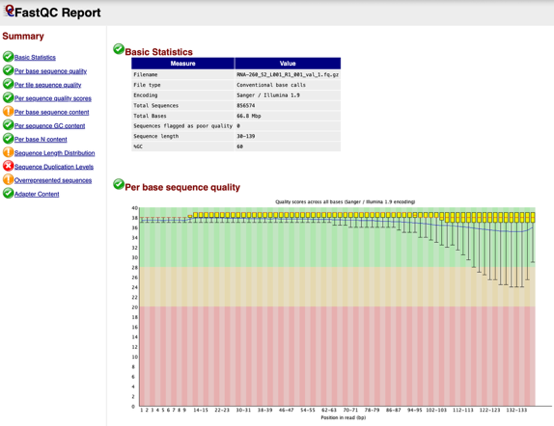 FastQC Report
Summary
Basic Statistics
Per base sequence quality
Per tile sequence quality
Per sequence quality scores
Per base sequence content
Per sequence GC content
Per base N content
Sequence Length Distribution
Sequence Duplication Levels
Overrepresented sequences
Adapter Content
Basic Statistics
Measure Value
Filename RNA-260_S2_L001_R1_001_val_1.fq.gz
File type Conventional base calls
Encoding Sanger / Illumina 1.9
Total Sequences 856574
Total Bases 66.8 Mbp
Sequences flagged as poor quality 0
Sequence length 30-139
%GC 60
Per base sequence quality
Quality scores across all bases (Sanger / Illumina 1.9 encoding)
40
38
36
34
32
30
28
26
24
22
20
18
16
14
12
10
8
6
4
2
0
1 2 3 4 5 6 7 8 9 14-15 22-23 30-31 38-39 46-47 54-55 62-63 70-71 78-79 86-87 94-95 102-103 112-113 122-123 132-133
Position in read (bp)